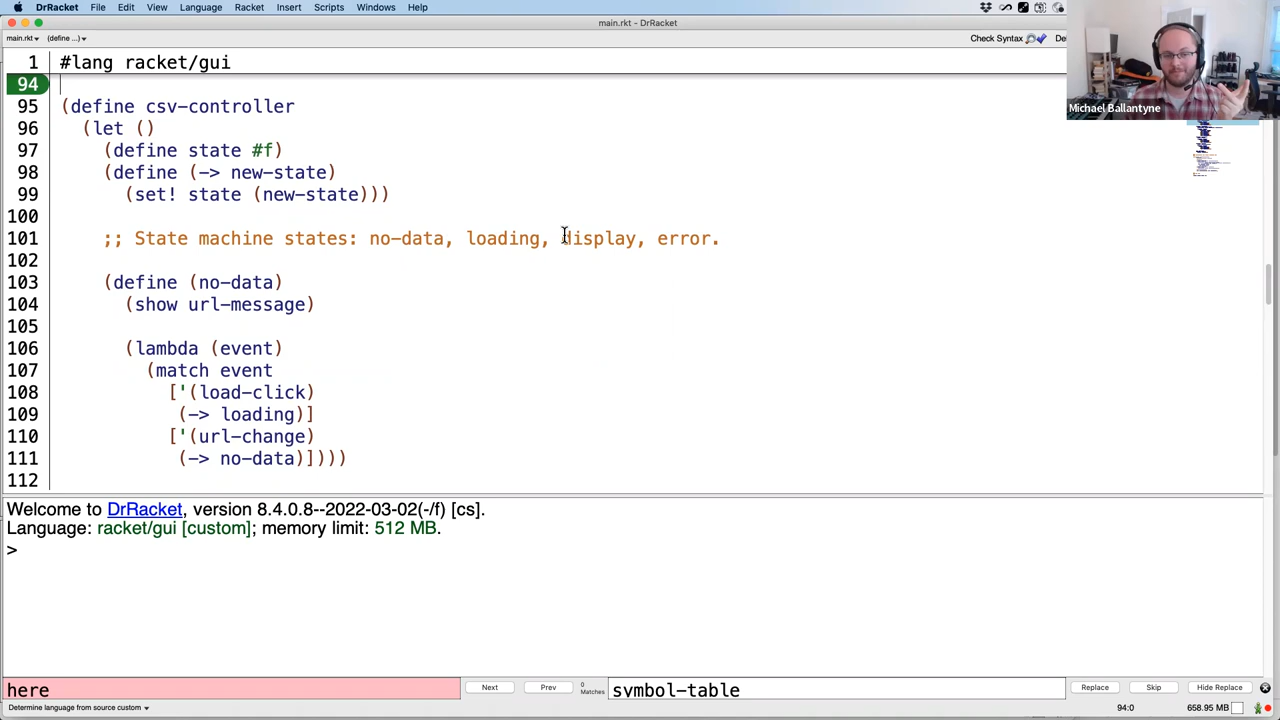 DrRacket File Edit View Language Racket Insert Scripts Windows Help
main.rkt - DrRacket
main.rkt (define ...) Check Syntax
Michael Ballantyne
1 #lang racket/gui
94
95 (define csv-controller
96 (let ()
97 (define state #f)
98 (define (-> new-state)
99 (set! state (new-state)))
100
101 ;; State machine states: no-data, loading, display, error.
102
103 (define (no-data)
104 (show url-message)
105
106 (lambda (event)
107 (match event
108 ['(load-click)
109 (-> loading)]
110 ['(url-change)
111 (-> no-data)])))
112
Welcome to DrRacket, version 8.4.0.8--2022-03-02(-/f) [cs].
Language: racket/gui [custom]; memory limit: 512 MB.
>
here Next Prev 0 Matches symbol-table Replace Skip Hide Replace
Determine language from source custom 94:0 658.95 MB